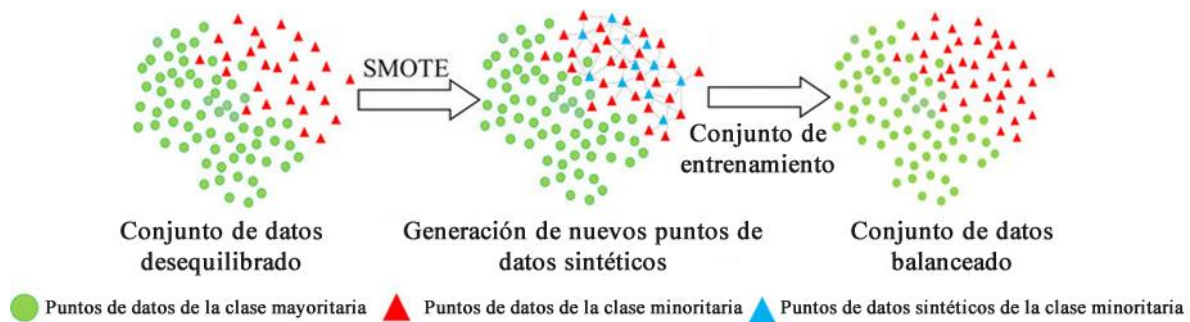 SMOTE
Conjunto de
entrenamiento
Conjunto de datos
desequilibrado
Generación de nuevos puntos de
datos sintéticos
Conjunto de datos
balanceado
Puntos de datos de la clase mayoritaria
Puntos de datos de la clase minoritaria
Puntos de datos sintéticos de la clase minoritaria